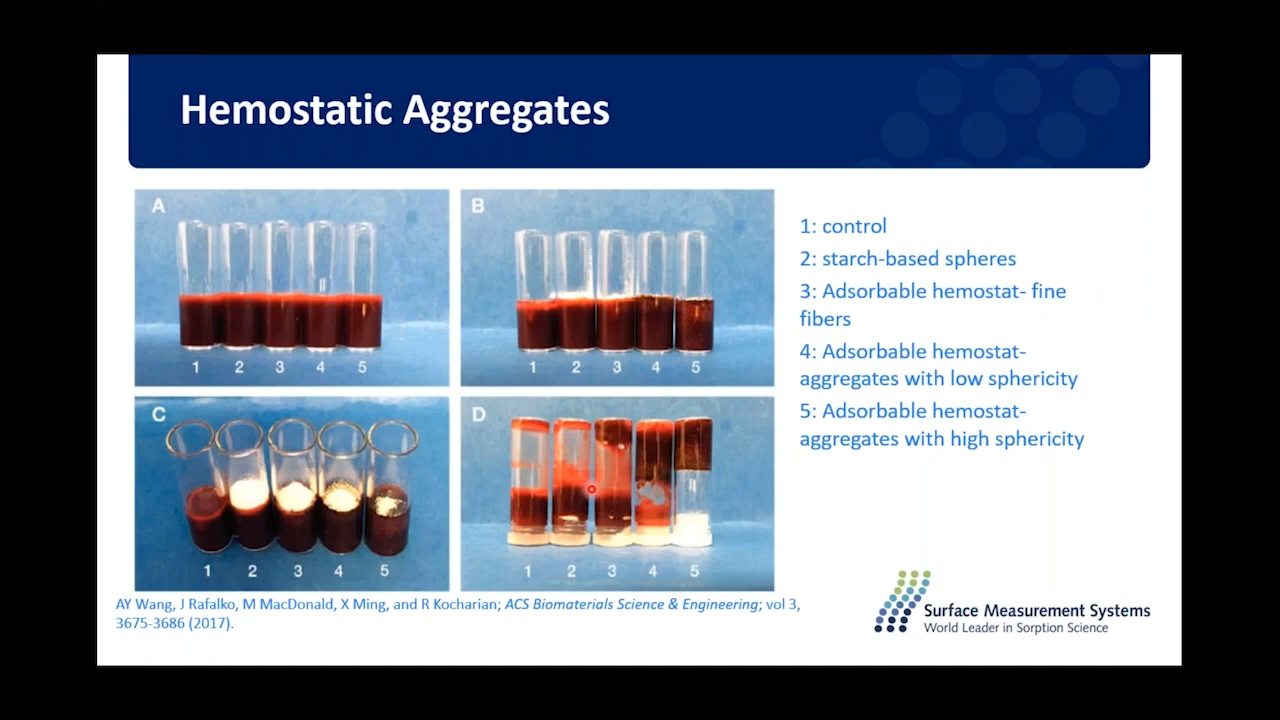 Hemostatic Aggregates
A
1 2 3 4 5
B
1 2 3 4 5
C
1 2 3 4 5
D
1 2 3 4 5
1: control
2: starch-based spheres
3: Adsorbable hemostat- fine
fibers
4: Adsorbable hemostat-
aggregates with low sphericity
5: Adsorbable hemostat-
aggregates with high sphericity
AY Wang, J Rafalko, M MacDonald, X Ming, and R Kocharian; ACS Biomaterials Science & Engineering; vol 3,
3675-3686 (2017).
Surface Measurement Systems
World Leader in Sorption Science